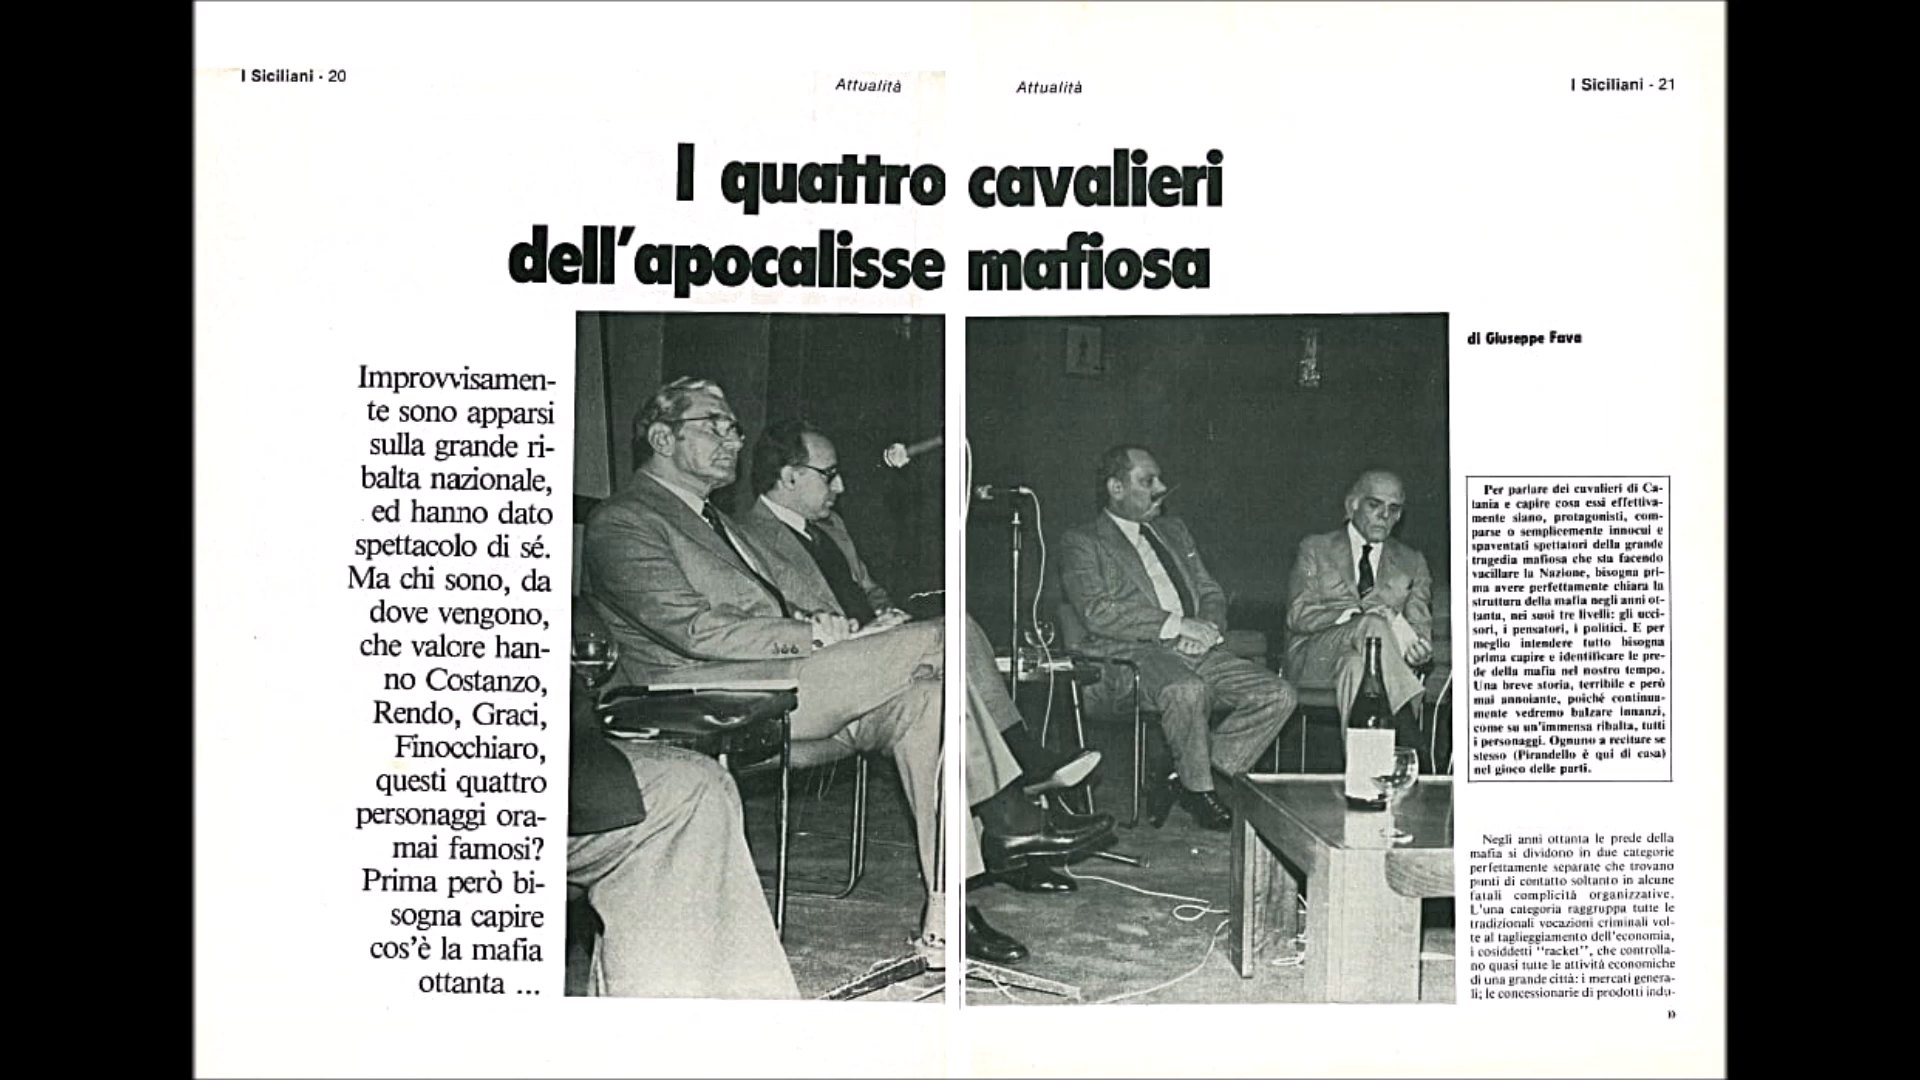 I Siciliani - 20
Attualità
Attualità
I Siciliani - 21
I quattro cavalieri
dell'apocalisse mafiosa
Improvvisamen-
te sono apparsi
sulla grande ri-
balta nazionale,
ed hanno dato
spettacolo di sé.
Ma chi sono, da
dove vengono,
che valore han-
no Costanzo,
Rendo, Graci,
Finocchiaro,
questi quattro
personaggi ora-
mai famosi?
Prima però bi-
sogna capire
cos'è la mafia
ottanta ...
di Giuseppe Fava
Per parlare dei cavalieri di Ca-
tania e capire cosa essi effettiva-
mente siano, protagonisti, com-
parse o semplicemente innocui e
spaventati spettatori della grande
tragedia mafiosa che sta facendo
vacillare la Nazione, bisogna pri-
ma avere perfettamente chiara la
struttura della mafia negli anni ot-
tanta, nei suoi tre livelli: gli ucci-
sori, i pensatori, i politici. E per
meglio intendere tutto bisogna
prima capire e identificare le pre-
de della mafia nel nostro tempo.
Una breve storia, terribile e però
mai annoiante, poiché continua-
mente vedremo balzare innanzi,
come su un'immensa ribalta, tutti
i personaggi. Ognuno a recitare se
stesso (Pirandello è qui di casa)
nel gioco delle parti.
Negli anni ottanta le prede della
mafia si dividono in due categorie
perfettamente separate che trovano
punti di contatto soltanto in alcune
fatali complicità organizzative.
L'una categoria raggruppa tutte le
tradizionali vocazioni criminali vol-
te al taglieggiamento dell'economia,
i cosiddetti "racket", che controlla-
no quasi tutte le attività economiche
di una grande città: i mercati genera-
li; le concessionarie di prodotti indu-
»